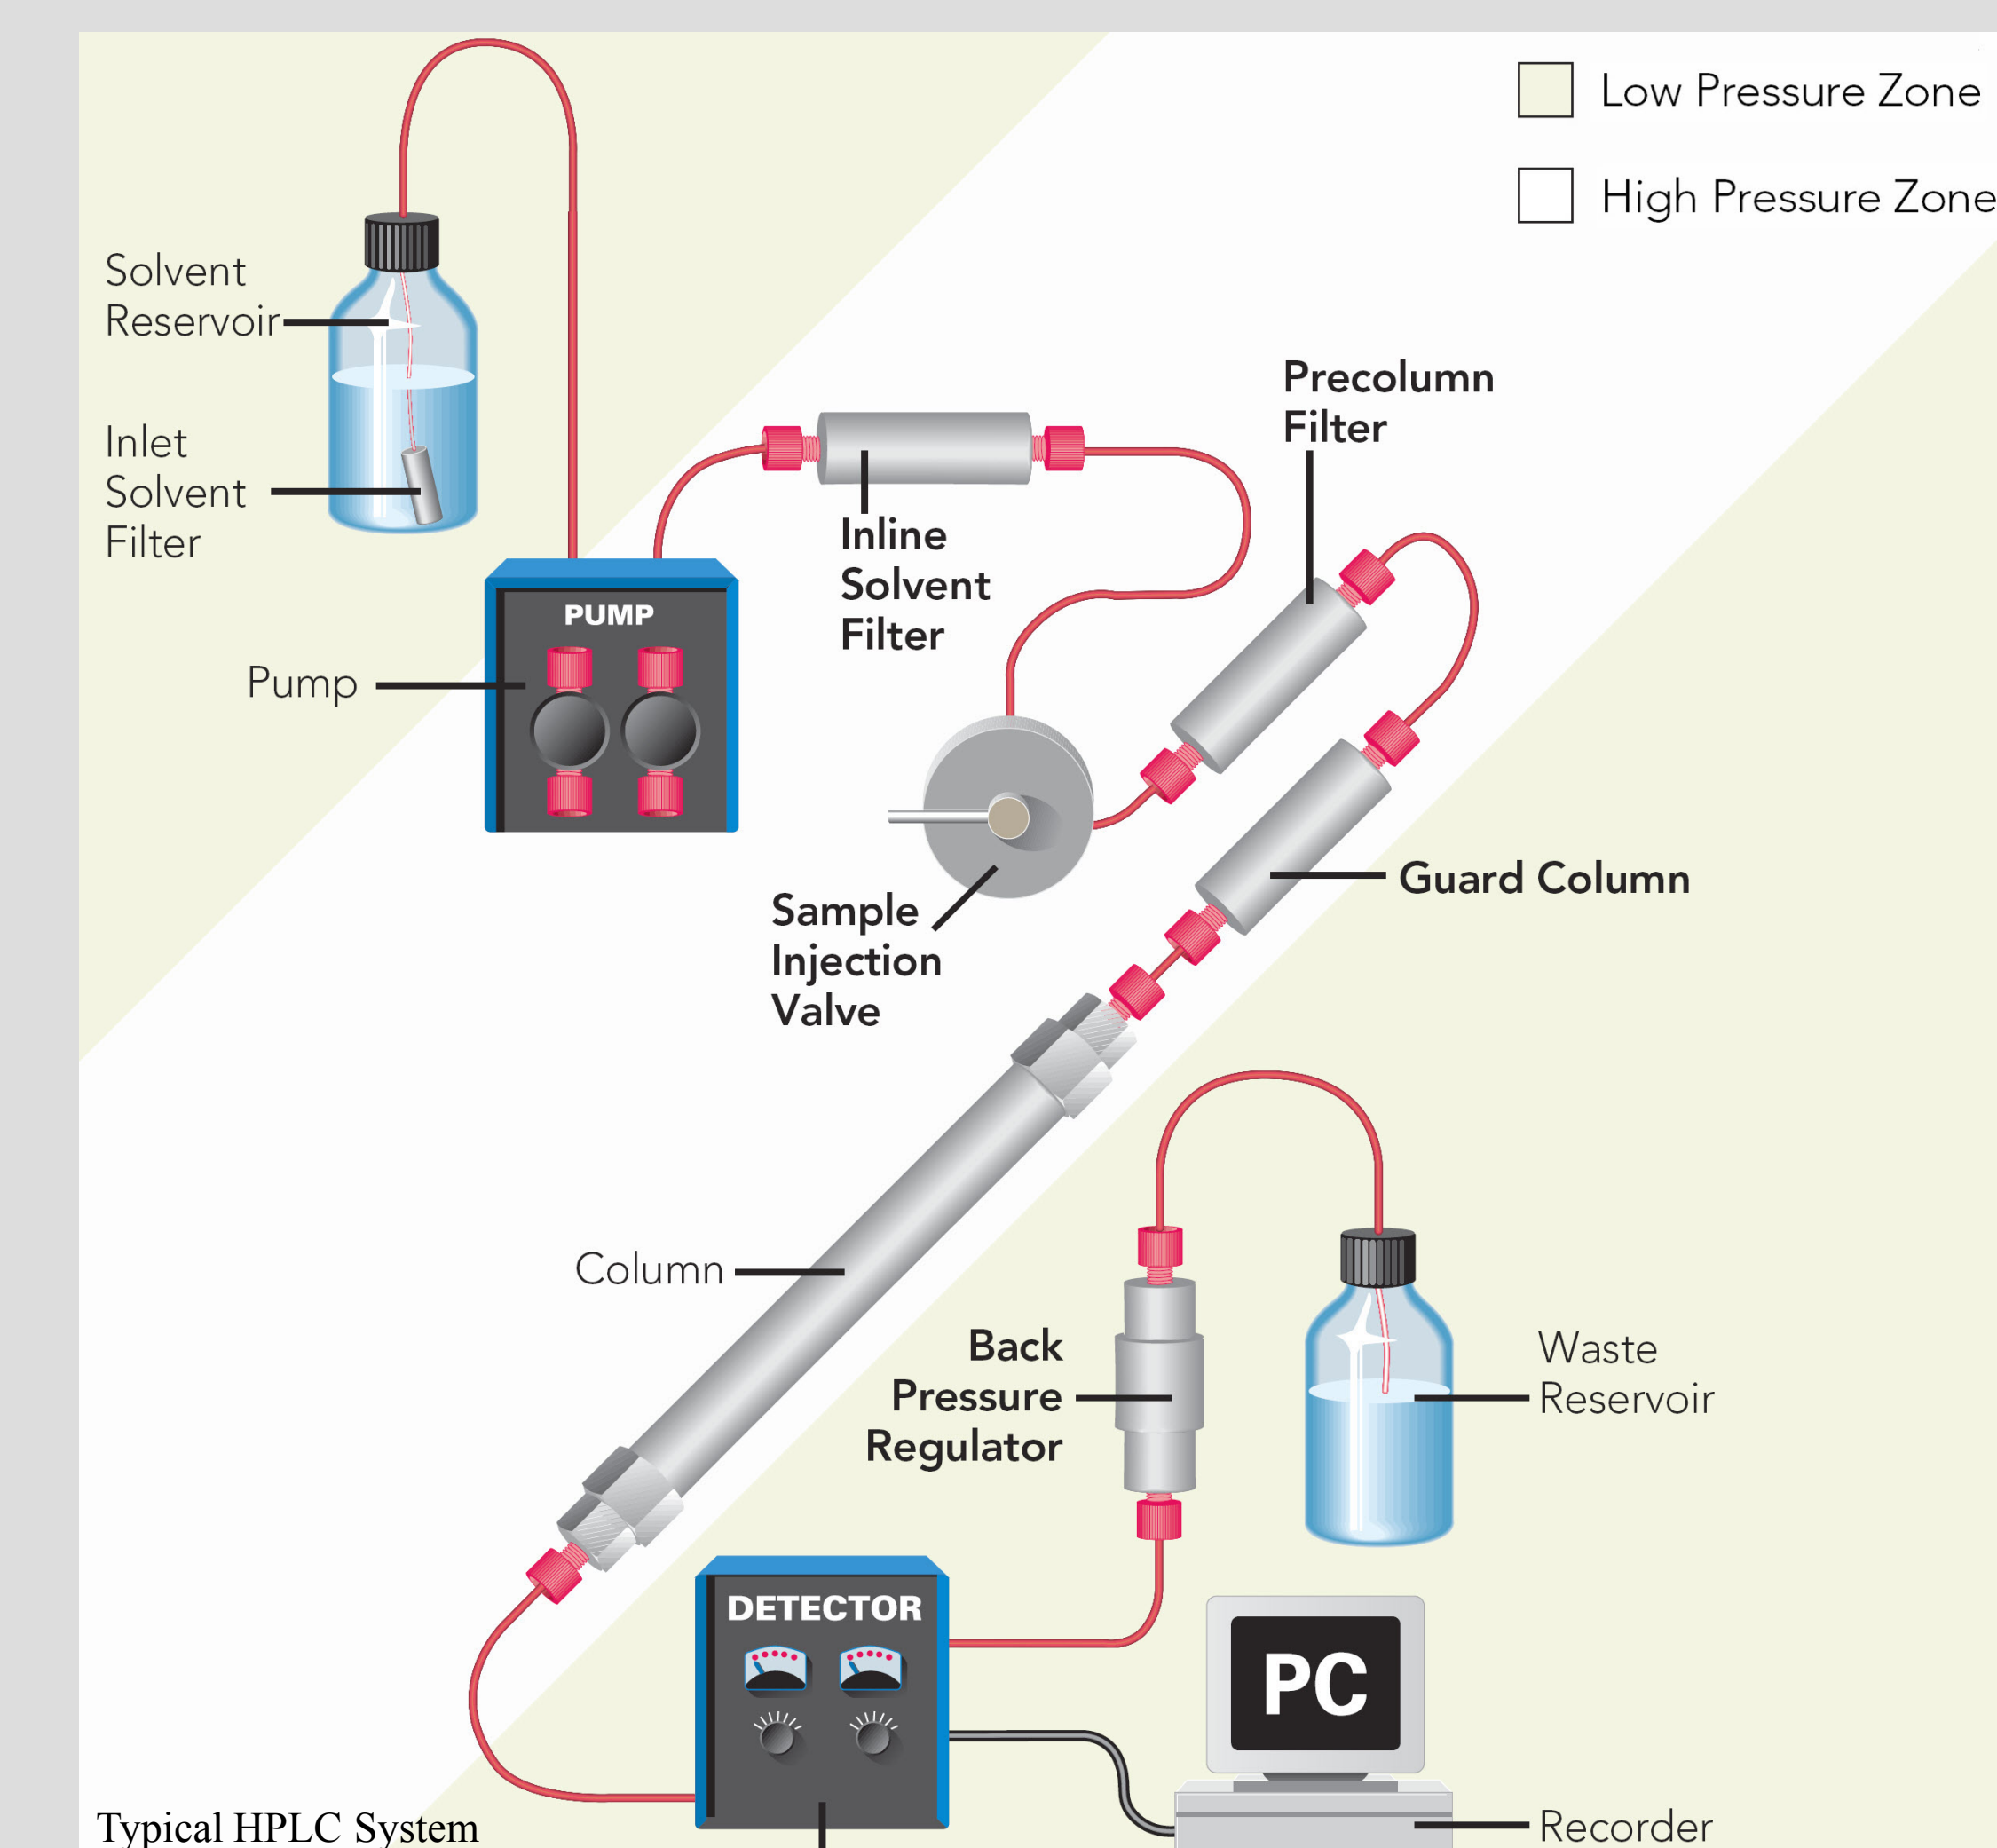 Low Pressure Zone
High Pressure Zone
Solvent
Reservoir
Inlet
Solvent
Filter
Precolumn
Filter
Inline
Solvent
Filter
PUMP
Pump
Guard Column
Sample
Injection
Valve
Column
Back
Pressure
Regulator
Waste
Reservoir
DETECTOR
PC
Typical HPLC System
Recorder